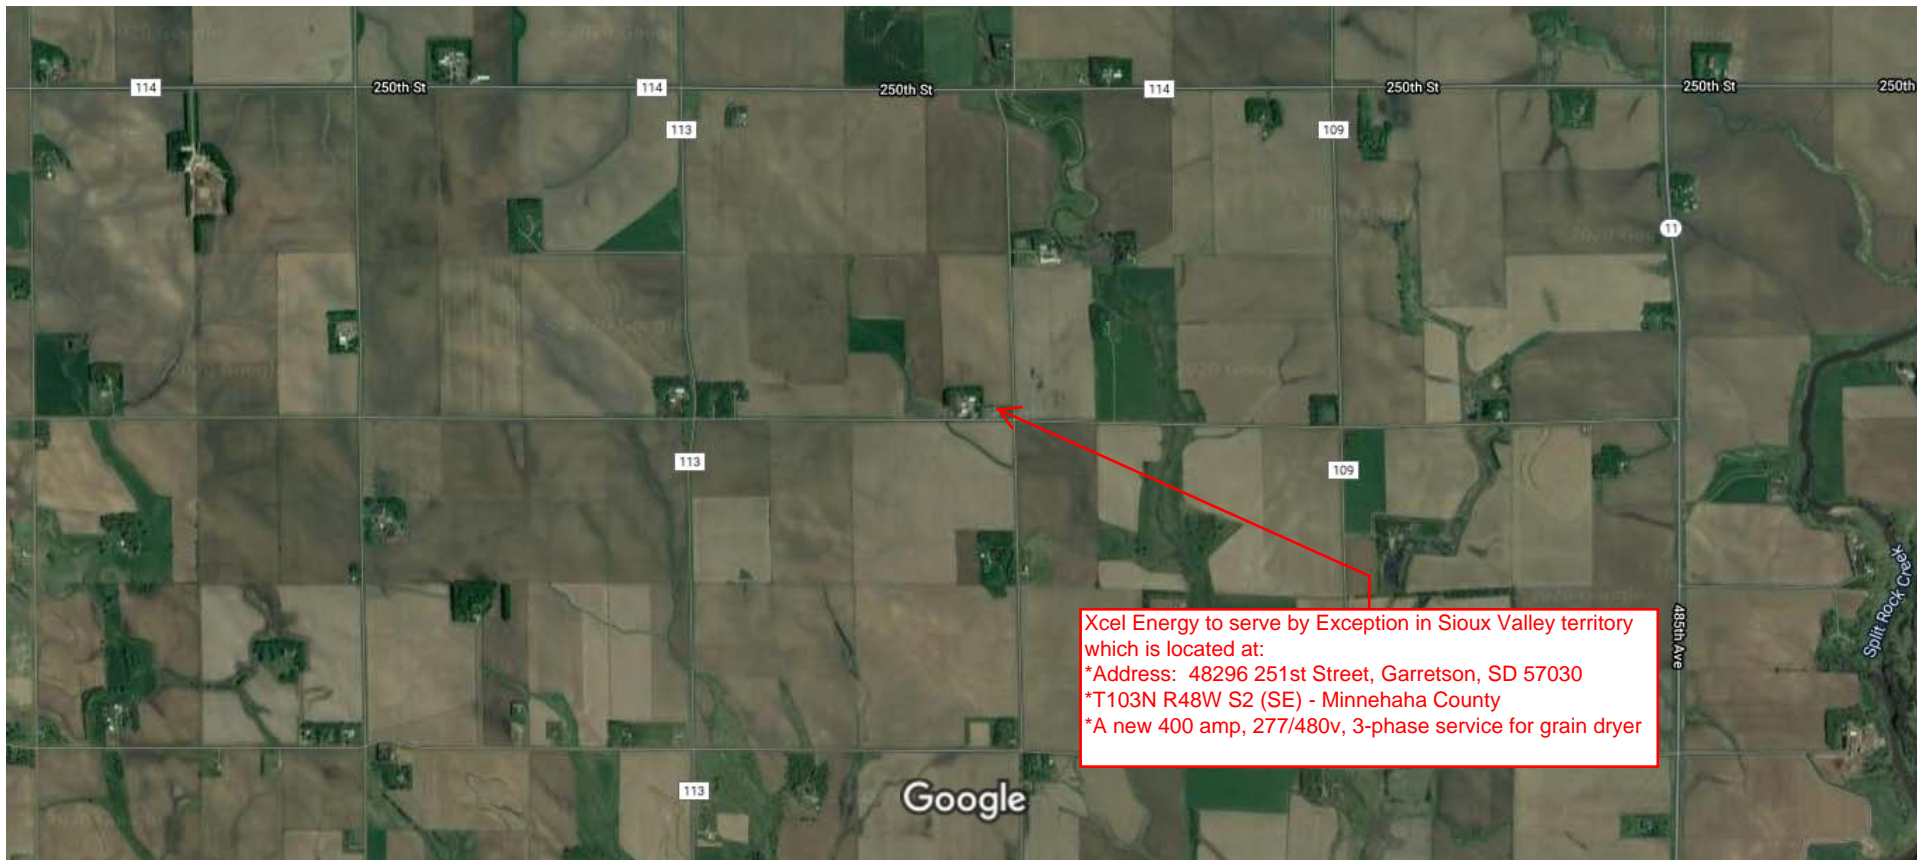 © 2020 Google
114
250th St
114
250th St
114
250th St
250th St
250th
113
109
11
113
109
Xcel Energy to serve by Exception in Sioux Valley territory
which is located at:
*Address: 48296 251st Street, Garretson, SD 57030
*T103N R48W S2 (SE) - Minnehaha County
*A new 400 amp, 277/480v, 3-phase service for grain dryer
485th Ave
Split Rock Creek
113
Google